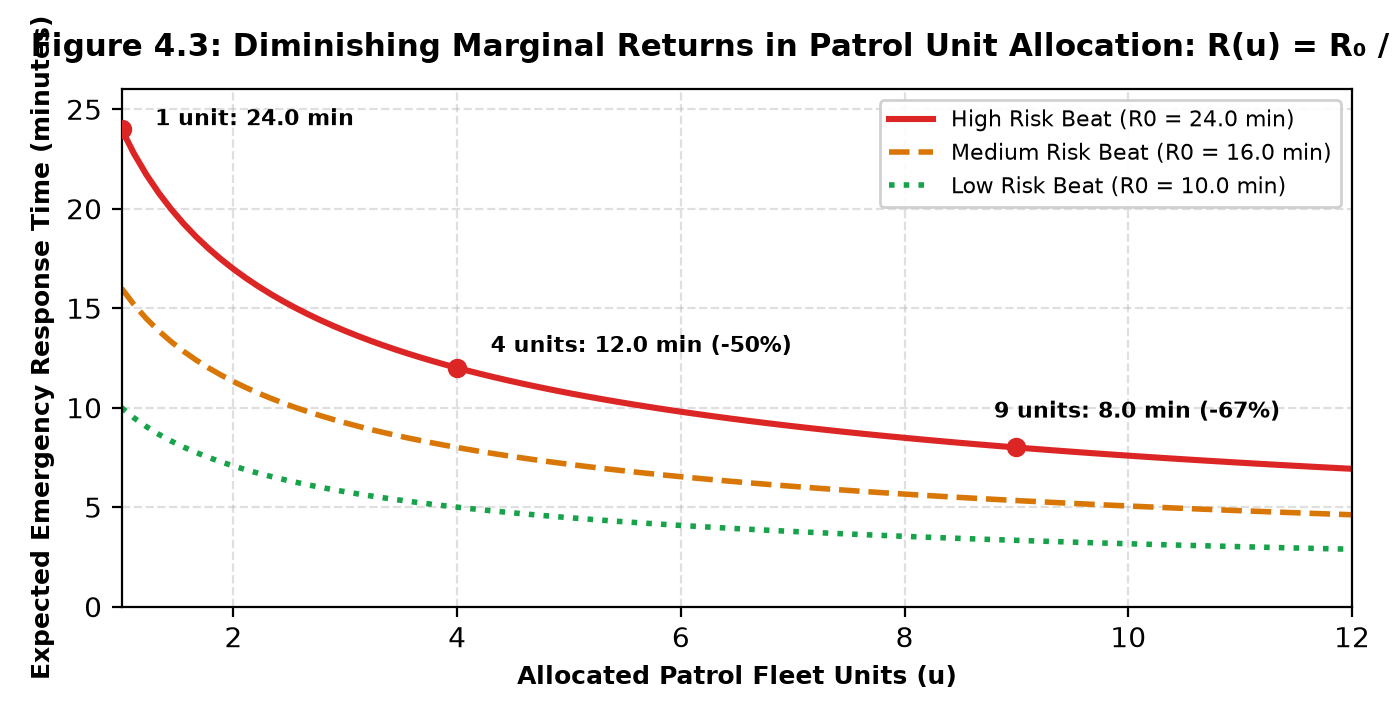 Figure 4.3: Diminishing Marginal Returns in Patrol Unit Allocation: R(u) = R₀ /
Expected Emergency Response Time (minutes)
25
20
15
10
5
0
1 unit: 24.0 min
4 units: 12.0 min (-50%)
9 units: 8.0 min (-67%)
High Risk Beat (R0 = 24.0 min)
Medium Risk Beat (R0 = 16.0 min)
Low Risk Beat (R0 = 10.0 min)
2 4 6 8 10 12
Allocated Patrol Fleet Units (u)